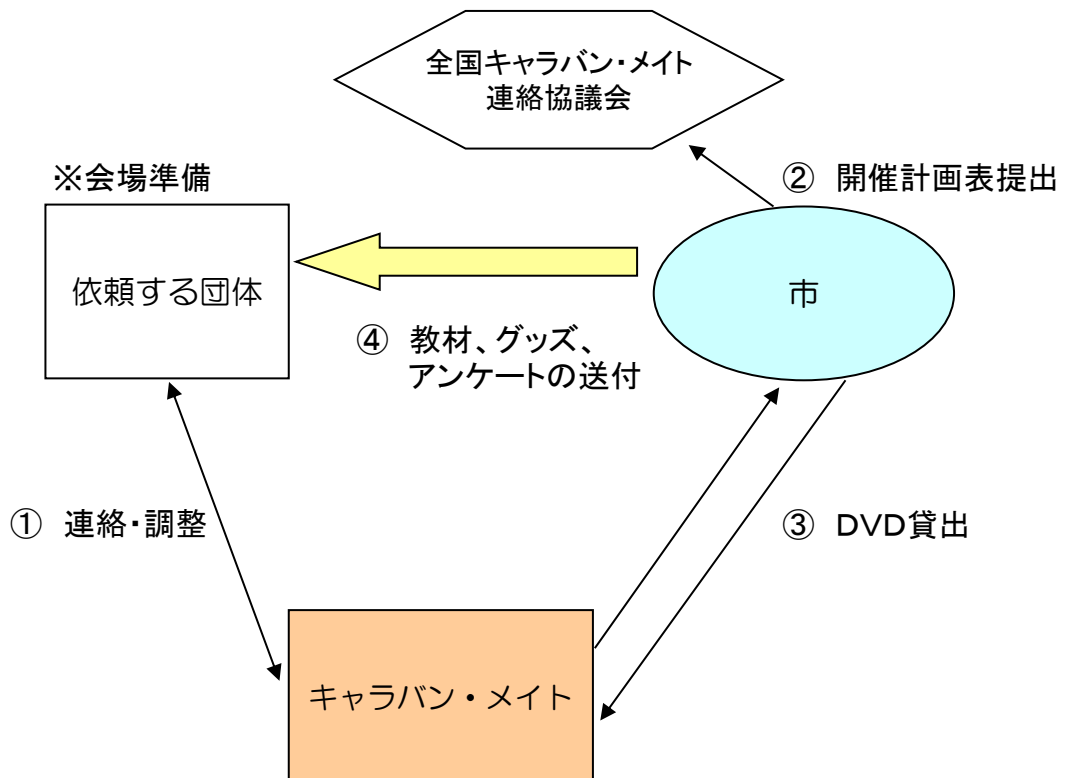 全国キャラバン・メイト
連絡協議会
※会場準備
② 開催計画表提出
依頼する団体
市
④ 教材、グッズ、
アンケートの送付
① 連絡・調整
③ DVD貸出
キャラバン・メイト